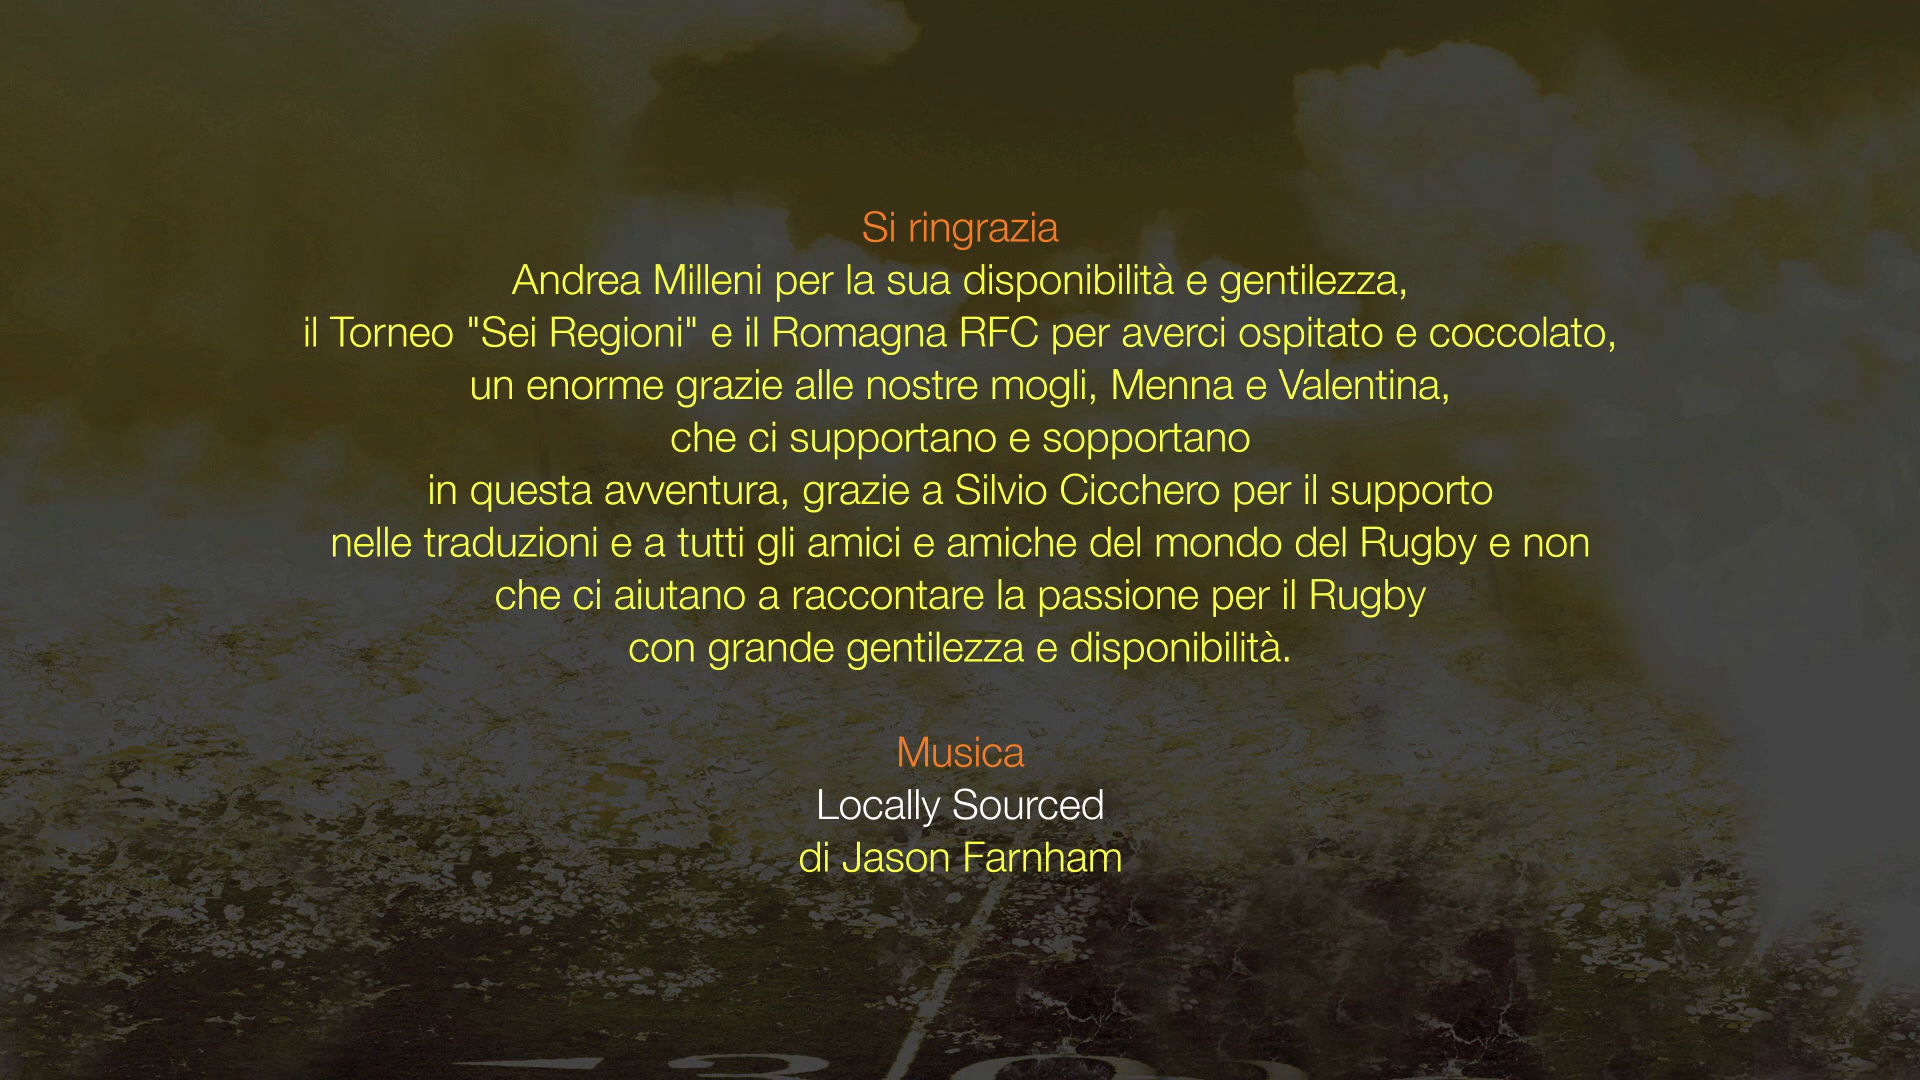 Si ringrazia
Andrea Milleni per la sua disponibilità e gentilezza,
il Torneo "Sei Regioni" e il Romagna RFC per averci ospitato e coccolato,
un enorme grazie alle nostre mogli, Menna e Valentina,
che ci supportano e sopportano
in questa avventura, grazie a Silvio Cicchero per il supporto
nelle traduzioni e a tutti gli amici e amiche del mondo del Rugby e non
che ci aiutano a raccontare la passione per il Rugby
con grande gentilezza e disponibilità.
Musica
Locally Sourced
di Jason Farnham